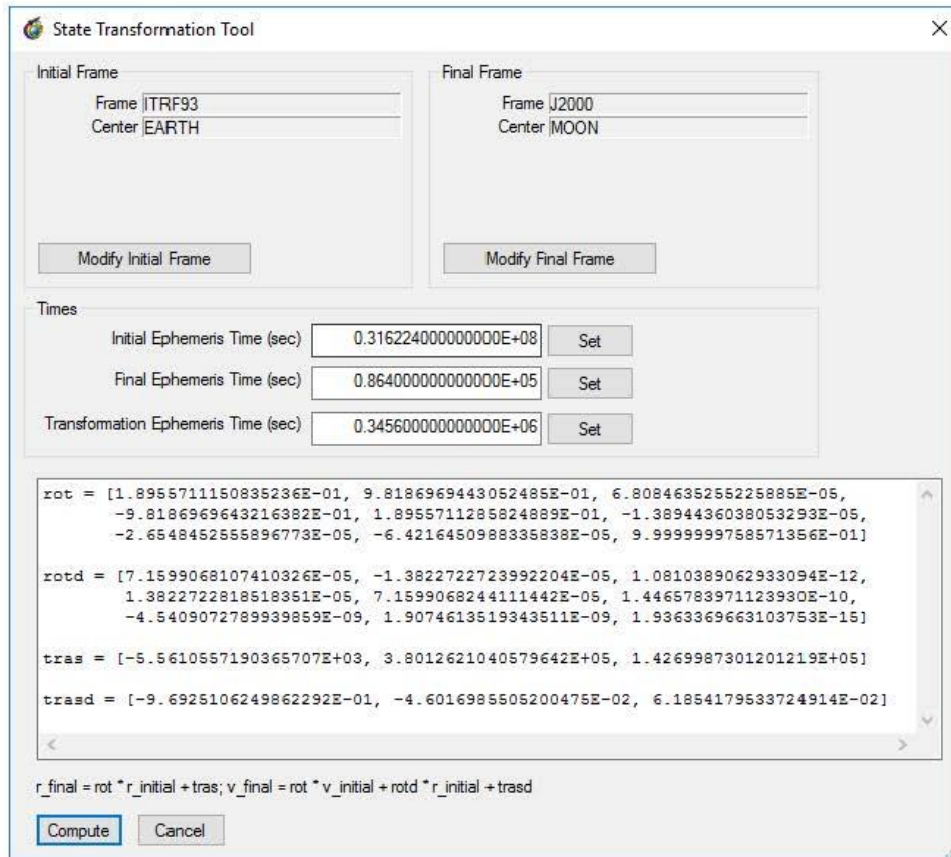 State Transformation Tool
Initial Frame
Frame ITRF93
Center EARTH
Modify Initial Frame
Final Frame
Frame J2000
Center MOON
Modify Final Frame
Times
Initial Ephemeris Time (sec) 0.316224000000000E+08 Set
Final Ephemeris Time (sec) 0.864000000000000E+05 Set
Transformation Ephemeris Time (sec) 0.345600000000000E+06 Set
rot = [1.8955711150835236E-01, 9.8186969443052485E-01, 6.8084635255225885E-05,
-9.8186969643216382E-01, 1.8955711285824889E-01, -1.3894436038053293E-05,
-2.6548452555896773E-05, -6.4216450988335838E-05, 9.9999999758571356E-01]
rotd = [7.1599068107410326E-05, -1.3822722723992204E-05, 1.0810389062933094E-12,
1.3822722818518351E-05, 7.1599068244111442E-05, 1.4465783971123930E-10,
-4.5409072789939859E-09, 1.9074613519343511E-09, 1.9363369663103753E-15]
tras = [-5.5610557190365707E+03, 3.8012621040579642E+05, 1.4269987301201219E+05]
trasd = [-9.6925106249862292E-01, -4.6016985505200475E-02, 6.1854179533724914E-02]
r_final = rot * r_initial + tras; v_final = rot * v_initial + rotd * r_initial + trasd
Compute Cancel